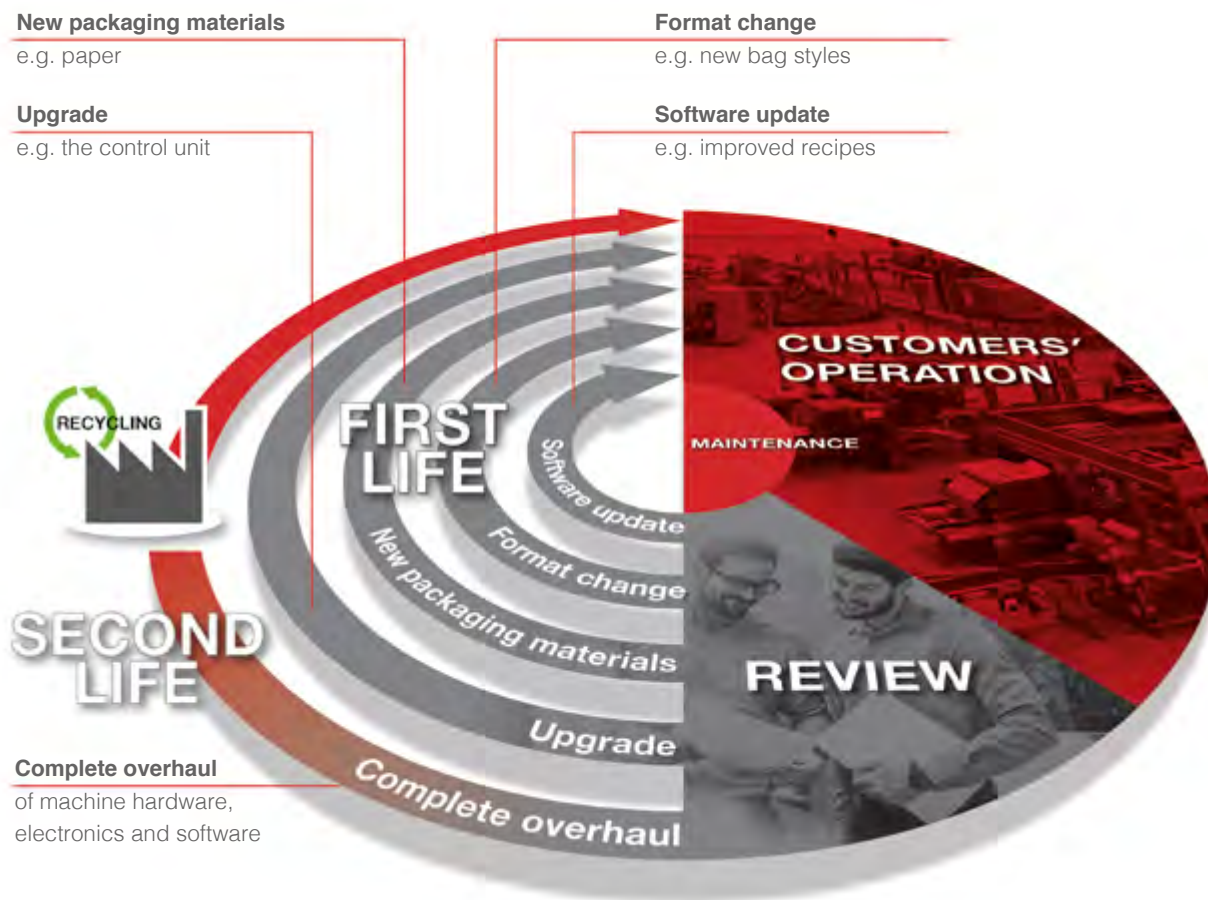 New packaging materials
e.g. paper
Format change
e.g. new bag styles
Upgrade
e.g. the control unit
Software update
e.g. improved recipes
CUSTOMERS'
OPERATION
MAINTENANCE
RECYCLING
FIRST
LIFE
Software update
Format change
New packaging materials
Upgrade
Complete overhaul
SECOND
LIFE
REVIEW
Complete overhaul
of machine hardware,
electronics and software